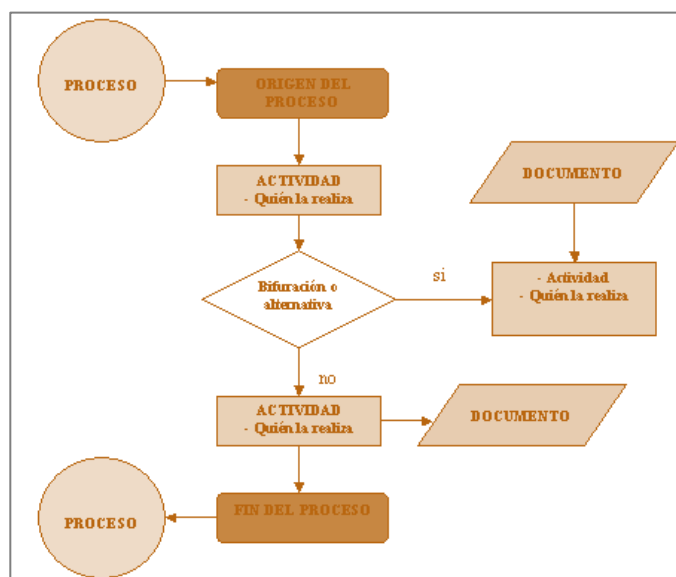 PROCESO
ORIGEN DEL
PROCESO
ACTIVIDAD
- Quién la realiza
DOCUMENTO
Bifuración o
alternativa
si
- Actividad
- Quién la realiza
no
ACTIVIDAD
- Quién la realiza
DOCUMENTO
FIN DEL PROCESO
PROCESO